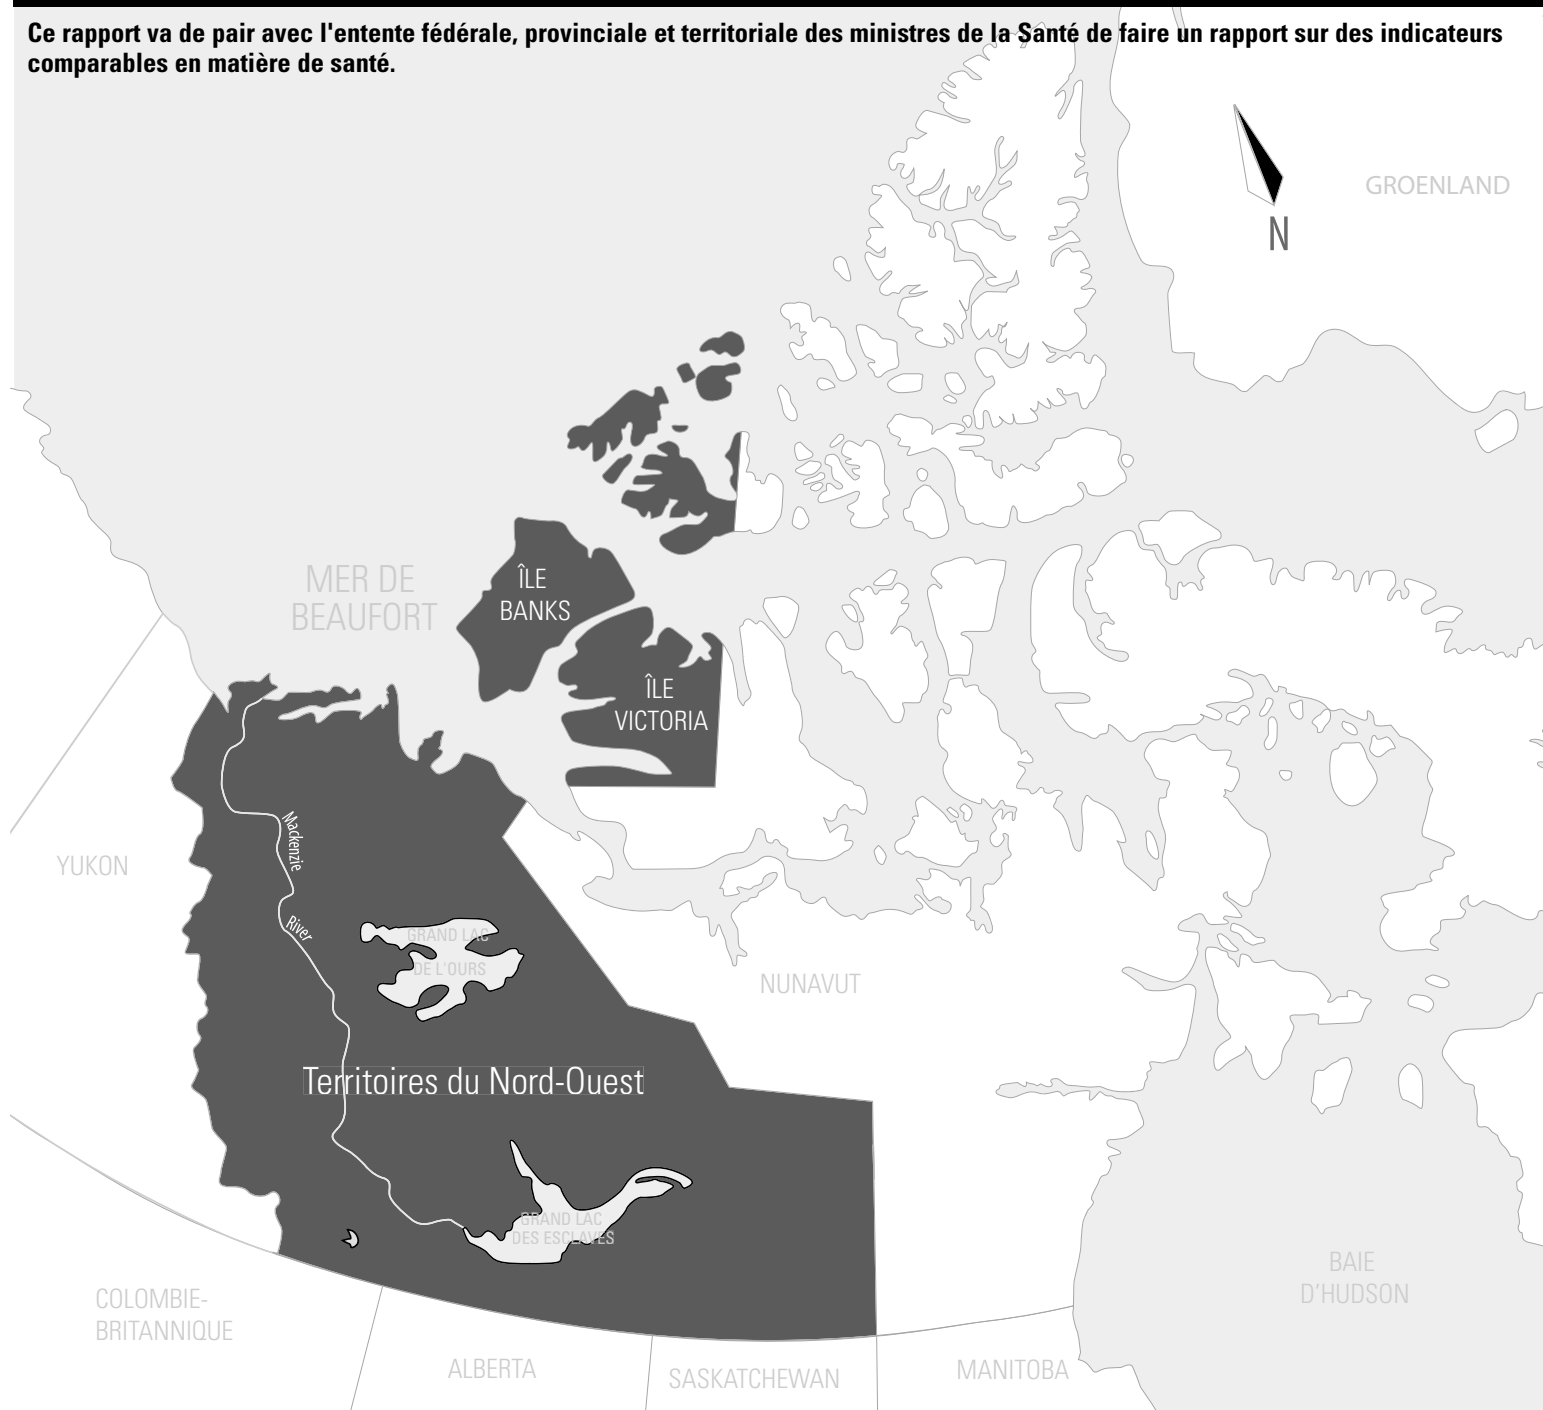 Ce rapport va de pair avec l'entente fédérale, provinciale et territoriale des ministres de la Santé de faire un rapport sur des indicateurs
comparables en matière de santé.
GROENLAND
N
MER DE
BEAUFORT
ÎLE
BANKS
ÎLE
VICTORIA
YUKON
Mackenzie
River
GRAND LAC
DE L'OURS
NUNAVUT
Territoires du Nord-Ouest
GRAND LAC
DES ESCLAVES
BAIE
D'HUDSON
COLOMBIE-
BRITANNIQUE
ALBERTA
SASKATCHEWAN
MANITOBA